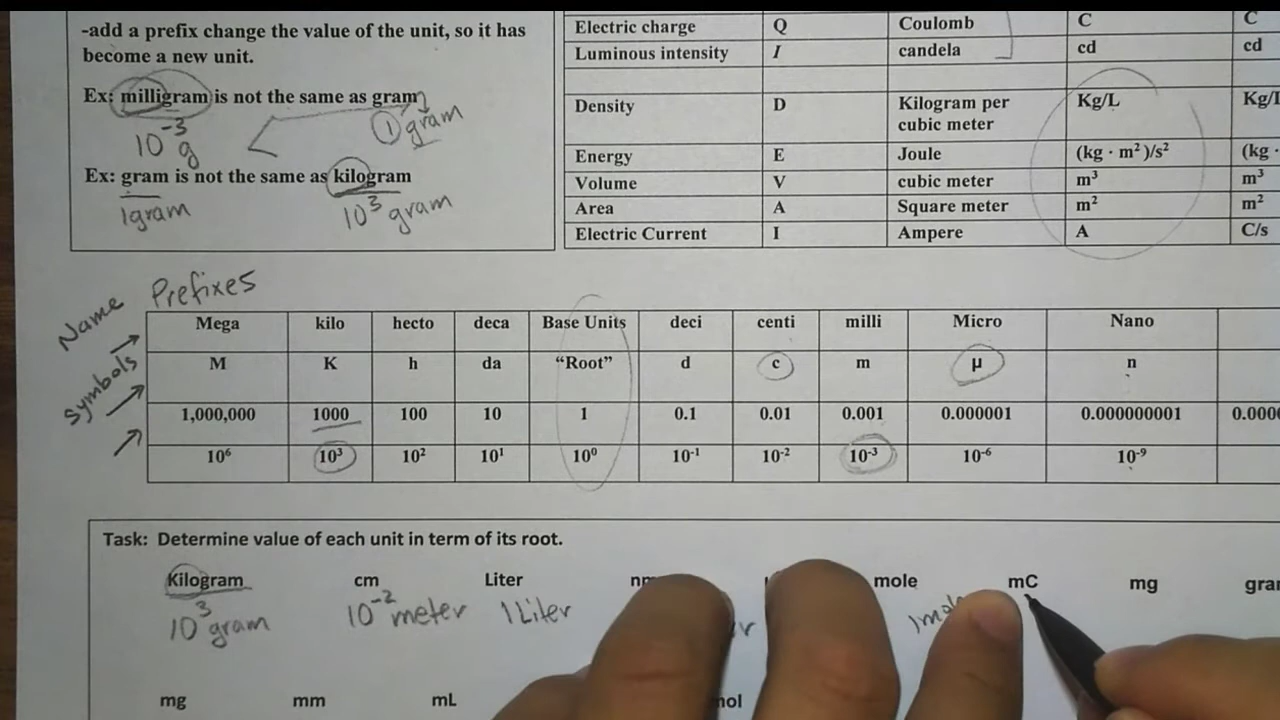 -add a prefix change the value of the unit, so it has
become a new unit.
Ex: milligram is not the same as gram
10⁻³ g
① gram
Ex: gram is not the same as kilogram
1gram
10³ gram
Electric charge Q Coulomb C C
Luminous intensity I candela cd cd
Density D Kilogram per cubic meter Kg/L Kg/L
Energy E Joule (kg · m²)/s² (kg ·
Volume V cubic meter m³ m³
Area A Square meter m² m²
Electric Current I Ampere A C/s
Name Prefixes
Symbols
Mega kilo hecto deca Base Units deci centi milli Micro Nano
M K h da “Root” d c m µ n
1,000,000 1000 100 10 1 0.1 0.01 0.001 0.000001 0.000000001 0.0000
10⁶ 10³ 10² 10¹ 10⁰ 10⁻¹ 10⁻² 10⁻³ 10⁻⁶ 10⁻⁹
Task: Determine value of each unit in term of its root.
Kilogram cm Liter mole mC mg
10³ gram 10⁻² meter 1 Liter
mg mm mL